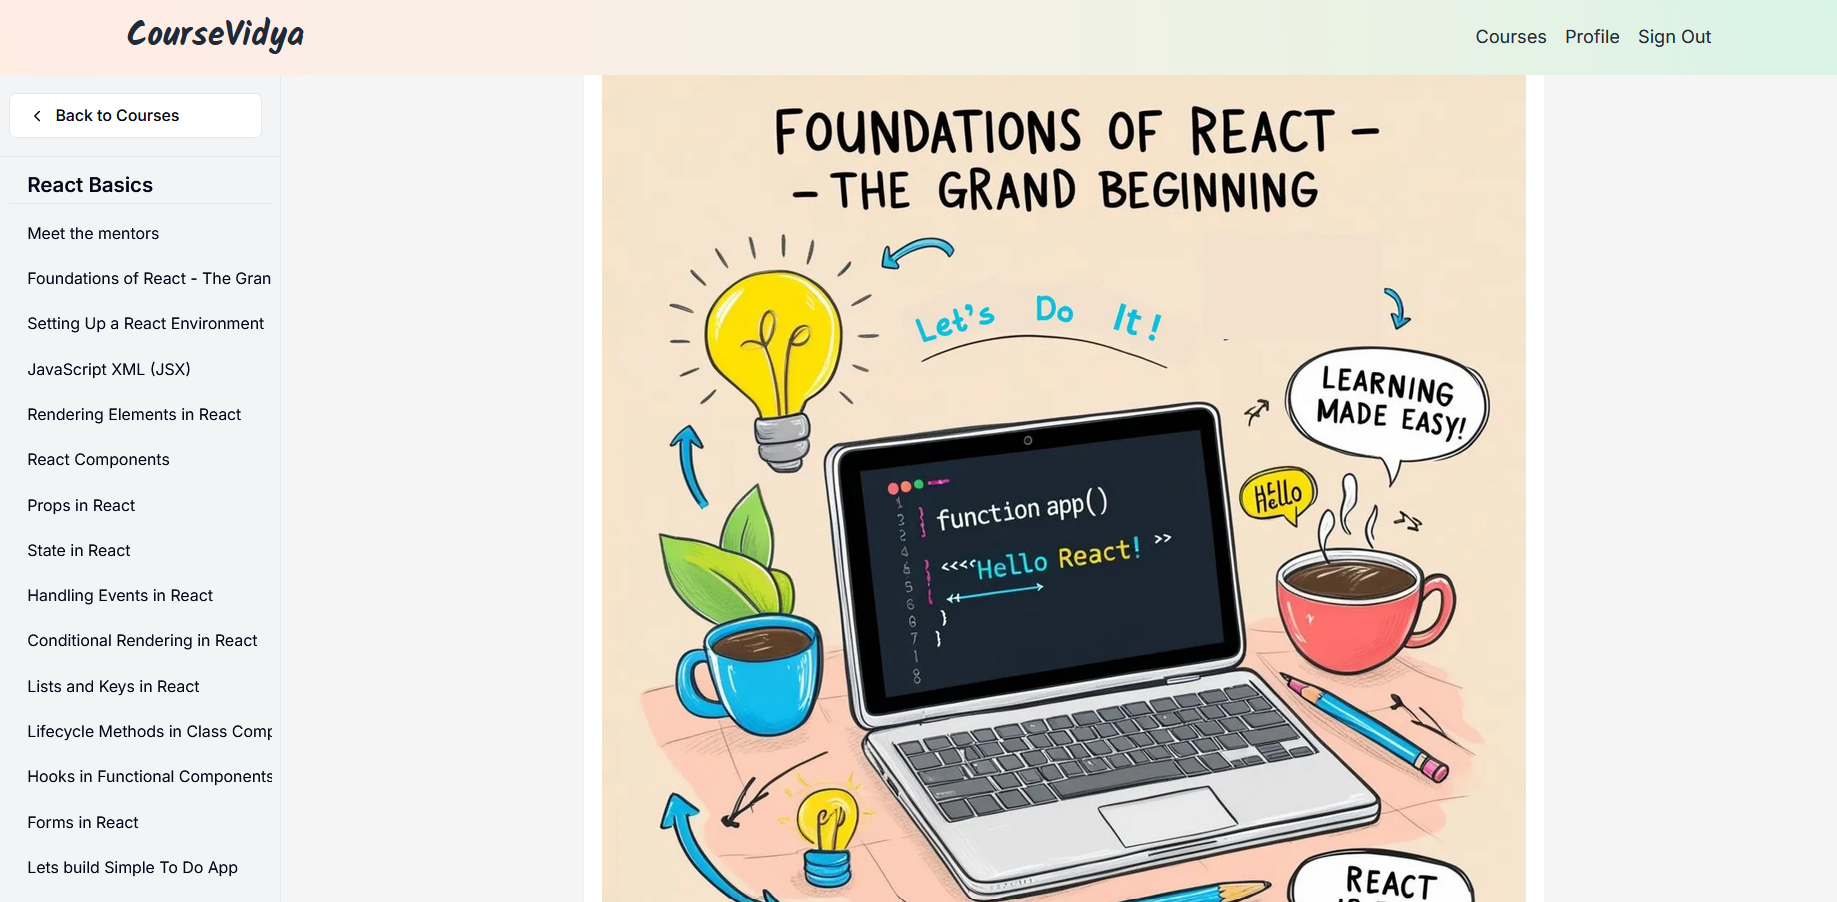 CourseVidya
Courses Profile Sign Out
Back to Courses
React Basics
Meet the mentors
Foundations of React - The Gran
Setting Up a React Environment
JavaScript XML (JSX)
Rendering Elements in React
React Components
Props in React
State in React
Handling Events in React
Conditional Rendering in React
Lists and Keys in React
Lifecycle Methods in Class Comp
Hooks in Functional Components
Forms in React
Lets build Simple To Do App
FOUNDATIONS OF REACT –
– THE GRAND BEGINNING
Let's Do It!
LEARNING
MADE EASY!
Hello
function app()
<<<<Hello React! >>
}
}
REACT